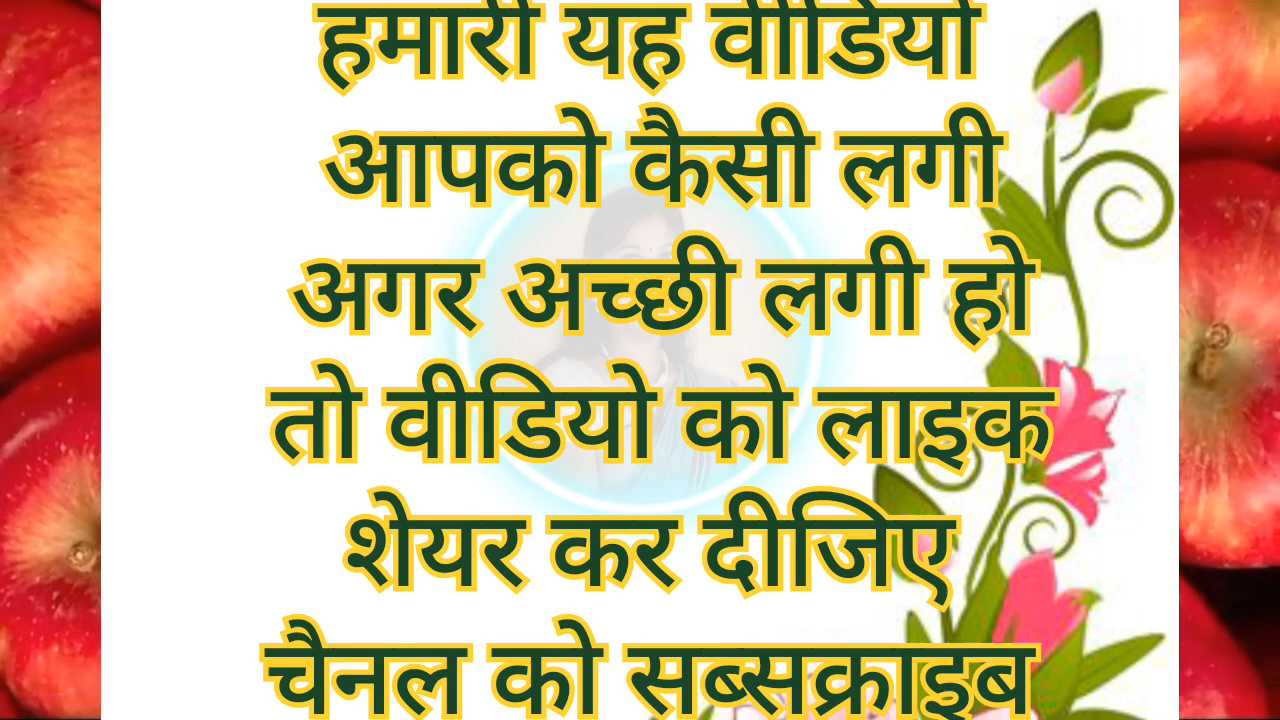 हमारी यह वीडियो
आपको कैसी लगी
अगर अच्छी लगी हो
तो वीडियो को लाइक
शेयर कर दीजिए
चैनल को सब्सक्राइब